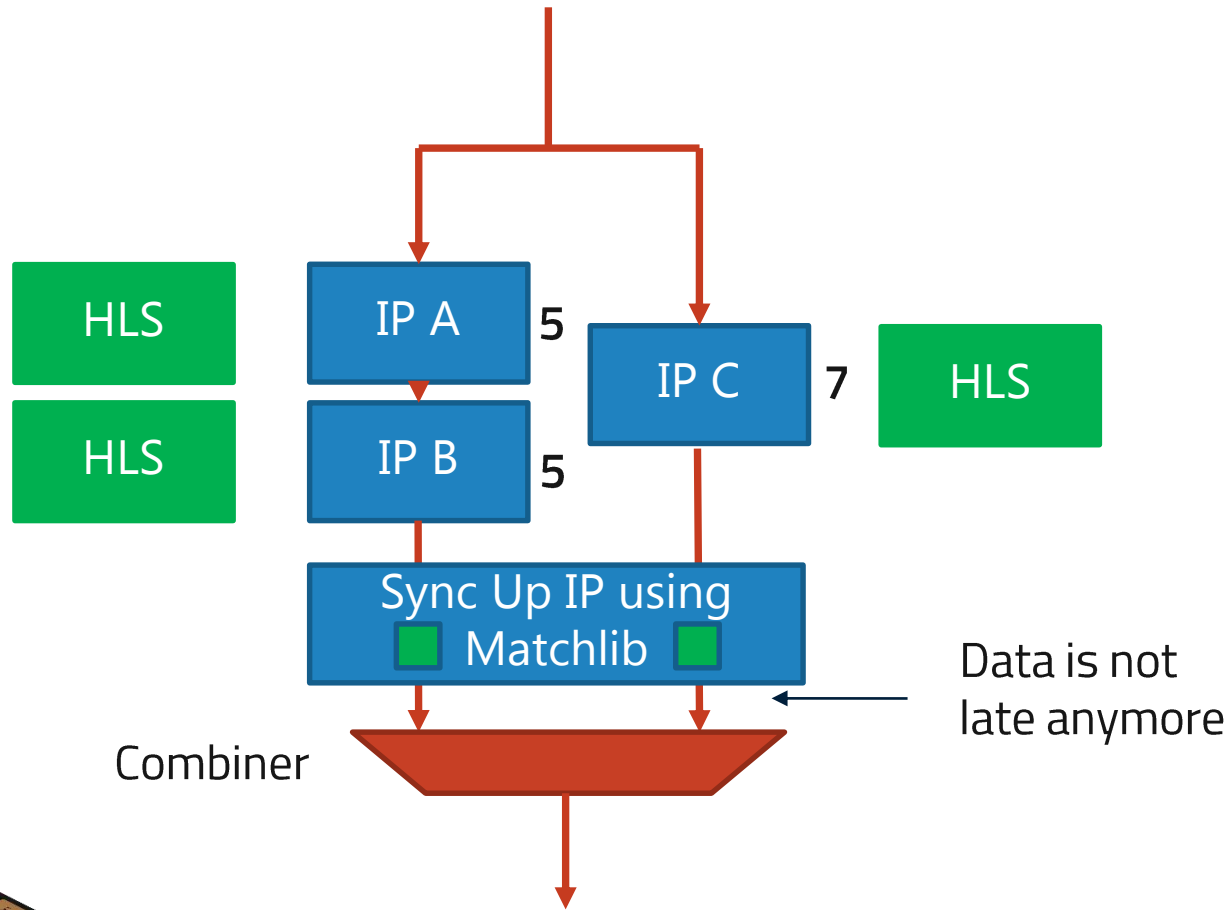 HLS
IP A
5
IP C
7
HLS
HLS
IP B
5
Sync Up IP using
Matchlib
Data is not
late anymore
Combiner